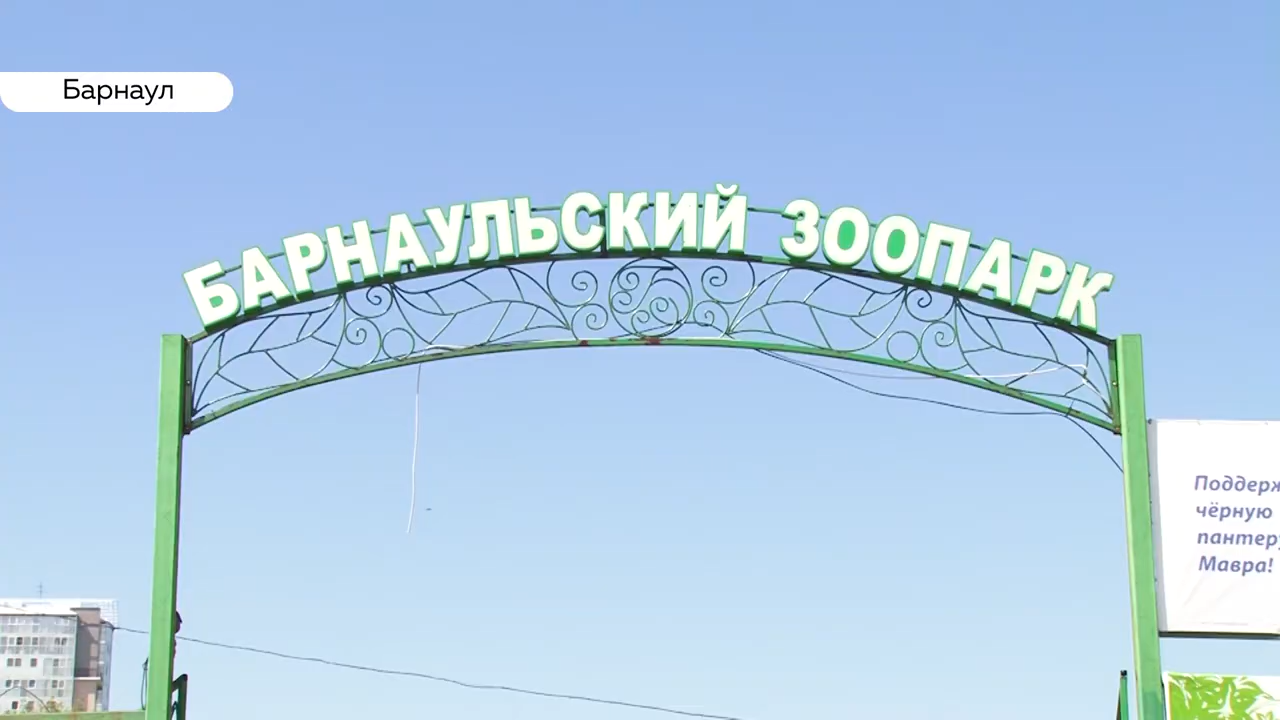 Барнаул
БАРНАУЛЬСКИЙ ЗООПАРК
Поддерж
чёрную
пантеру
Мавра!